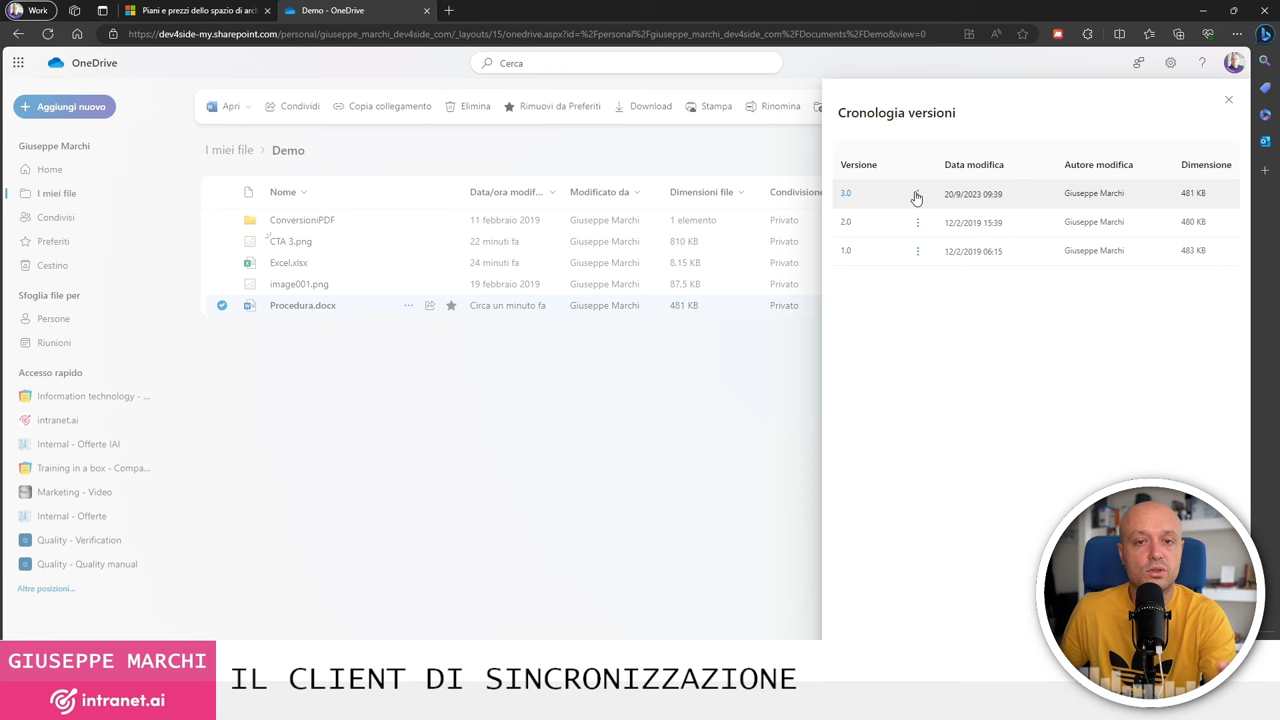 Work
Piani e prezzi dello spazio di arc
Demo - OneDrive
https://dev4side-my.sharepoint.com/personal/giuseppe_marchi_dev4side_com/_layouts/15/onedrive.aspx?id=%2Fpersonal%2Fgiuseppe_marchi_dev4side_com%2FDocuments%2FDemo&view=0
OneDrive
Cerca
Aggiungi nuovo
Apri
Condividi
Copia collegamento
Elimina
Rimuovi da Preferiti
Download
Stampa
Rinomina
Giuseppe Marchi
Home
I miei file
Condivisi
Preferiti
Cestino
Sfoglia file per
Persone
Riunioni
Accesso rapido
Information technology - ...
intranet.ai
Internal - Offerte IAI
Training in a box - Compa...
Marketing - Video
Internal - Offerte
Quality - Verification
Quality - Quality manual
Altre posizioni...
I miei file > Demo
Nome Data/ora modif... Modificato da Dimensioni file Condivisione
ConversioniPDF 11 febbraio 2019 Giuseppe Marchi 1 elemento Privato
CTA 3.png 22 minuti fa Giuseppe Marchi 810 KB Privato
Excel.xlsx 24 minuti fa Giuseppe Marchi 8,15 KB Privato
image001.png 19 febbraio 2019 Giuseppe Marchi 87,5 KB Privato
Procedura.docx Circa un minuto fa Giuseppe Marchi 481 KB Privato
Cronologia versioni
Versione Data modifica Autore modifica Dimensione
3.0 20/9/2023 09:39 Giuseppe Marchi 481 KB
2.0 12/2/2019 15:39 Giuseppe Marchi 480 KB
1.0 12/2/2019 06:15 Giuseppe Marchi 483 KB
GIUSEPPE MARCHI
intranet.ai
IL CLIENT DI SINCRONIZZAZIONE